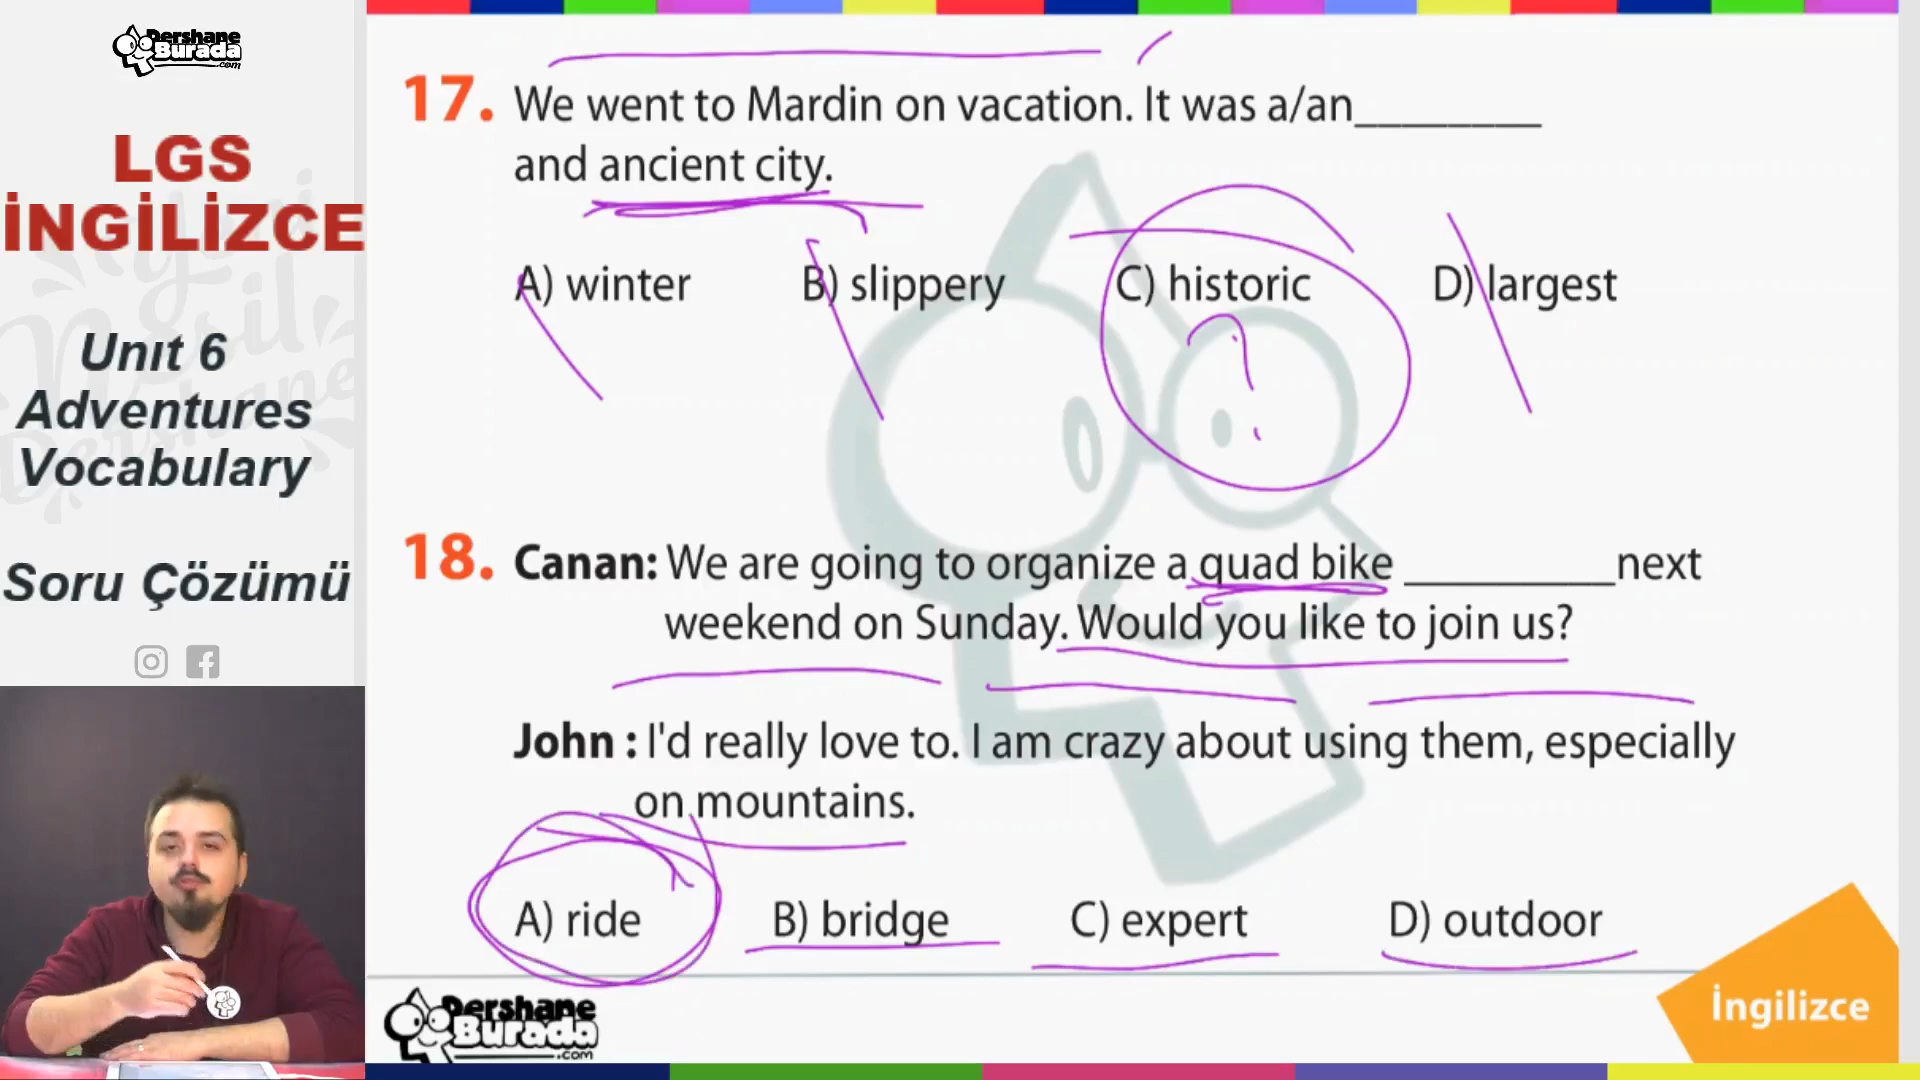 Dershane
Burada
.com
LGS
İNGİLİZCE
Unıt 6
Adventures
Vocabulary
Soru Çözümü
17. We went to Mardin on vacation. It was a/an________
and ancient city.
A) winter B) slippery C) historic D) largest
18. Canan: We are going to organize a quad bike _________next
weekend on Sunday. Would you like to join us?
John : I'd really love to. I am crazy about using them, especially
on mountains.
A) ride B) bridge C) expert D) outdoor
Dershane
Burada
.com
İngilizce